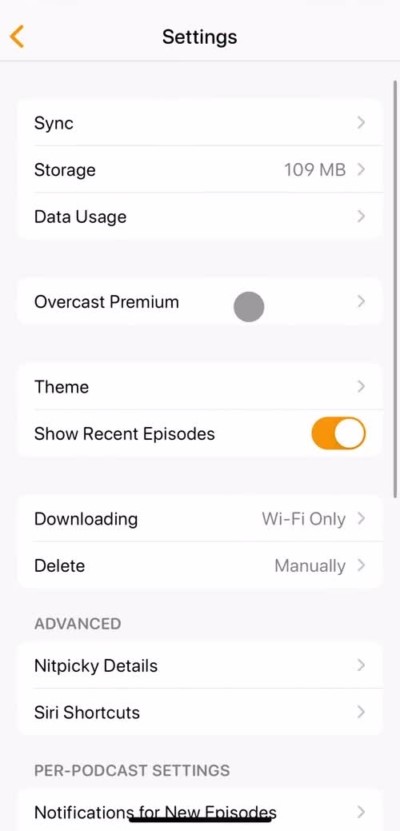 Settings
Sync
Storage 109 MB
Data Usage
Overcast Premium
Theme
Show Recent Episodes
Downloading Wi-Fi Only
Delete Manually
ADVANCED
Nitpicky Details
Siri Shortcuts
PER-PODCAST SETTINGS
Notifications for New Episodes